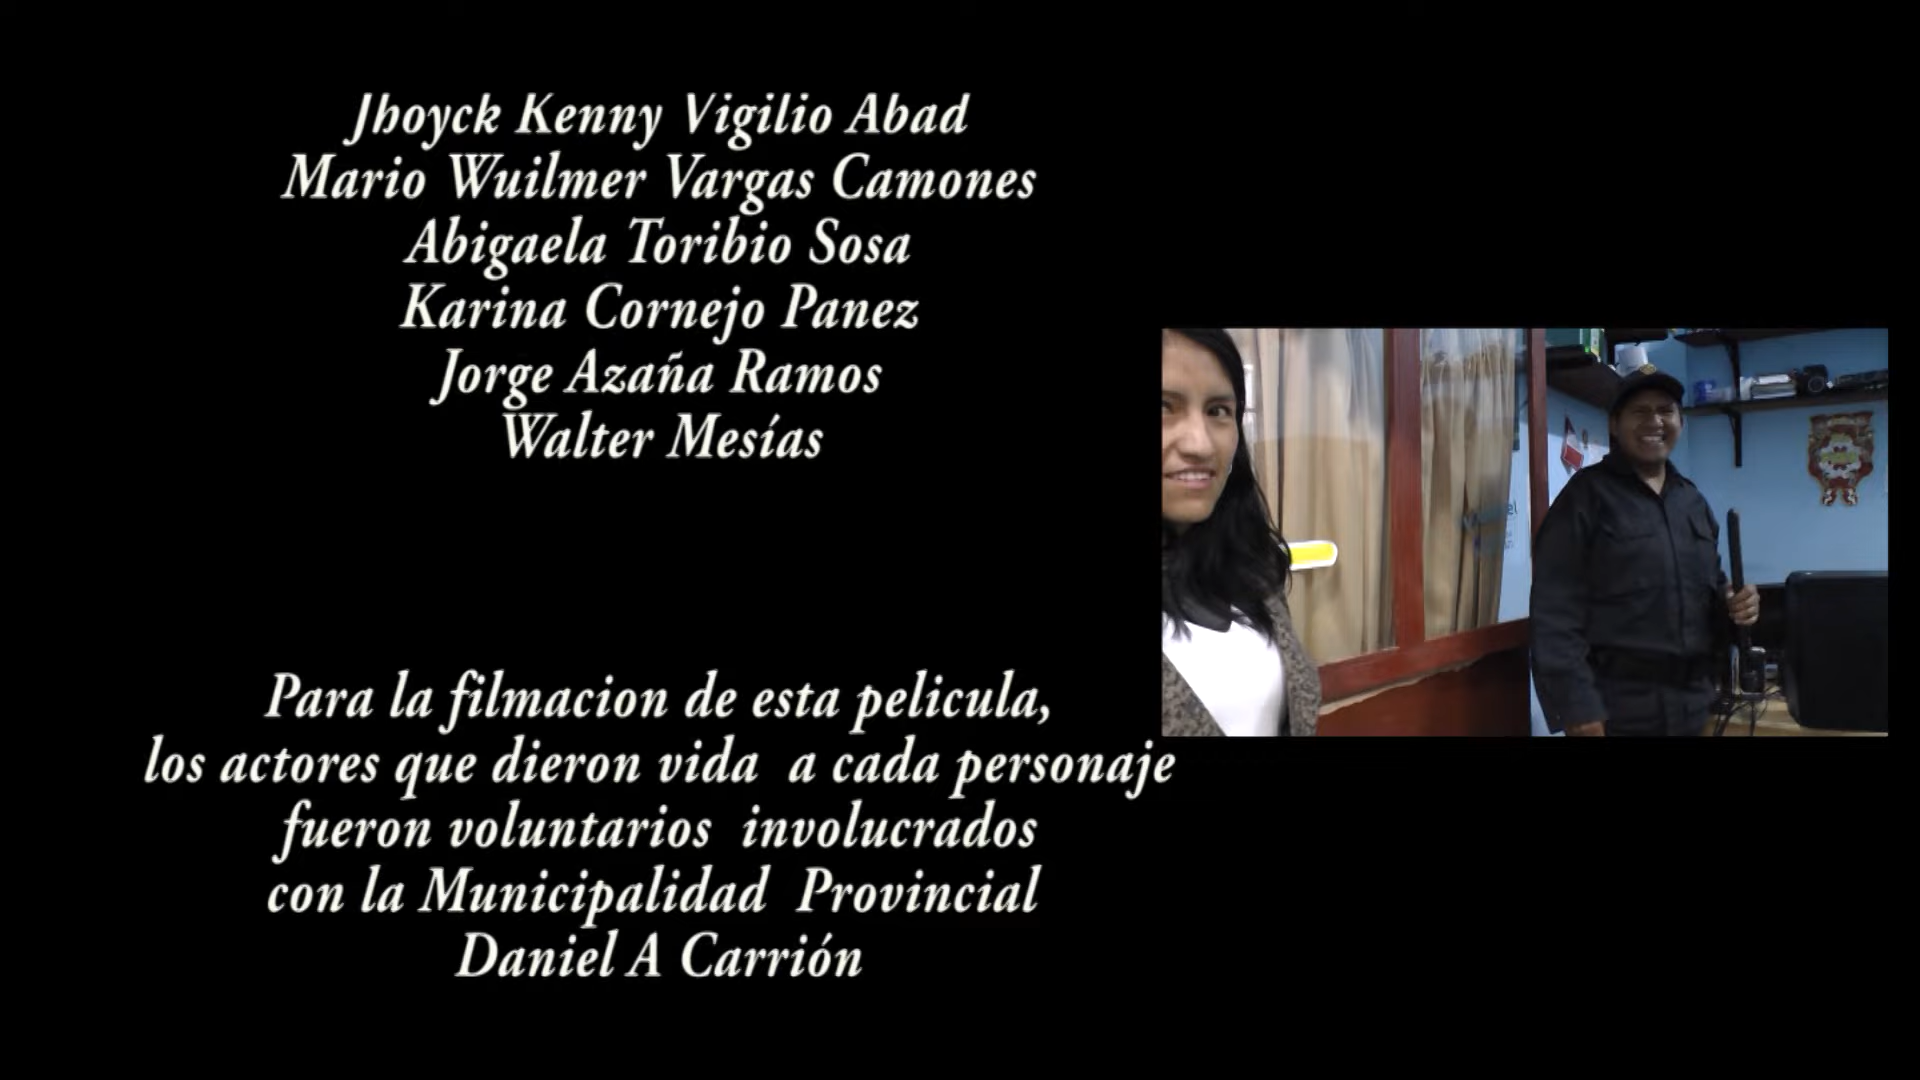 Jhoyck Kenny Vigilio Abad
Mario Wuilmer Vargas Camones
Abigaela Toribio Sosa
Karina Cornejo Panez
Jorge Azaña Ramos
Walter Mesías
Para la filmacion de esta pelicula,
los actores que dieron vida a cada personaje
fueron voluntarios involucrados
con la Municipalidad Provincial
Daniel A Carrión